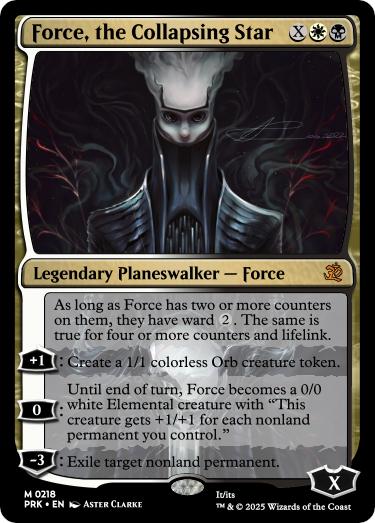 Force, the Collapsing Star X
Legendary Planeswalker — Force
As long as Force has two or more counters
on them, they have ward 2. The same is
true for four or more counters and lifelink.
+1: Create a 1/1 colorless Orb creature token.
Until end of turn, Force becomes a 0/0
0: white Elemental creature with “This
creature gets +1/+1 for each nonland
permanent you control.”
-3: Exile target nonland permanent.
X
M 0218
PRK • EN ASTER CLARKE
It/its
™ & © 2025 Wizards of the Coast